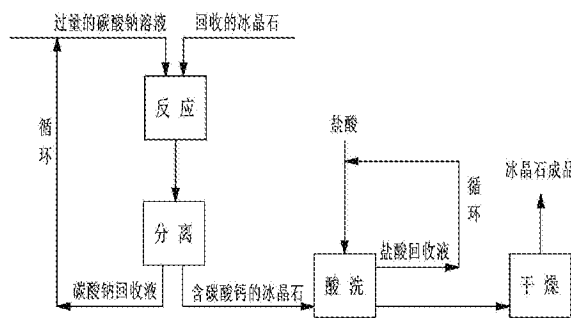 过量的碳酸钠溶液
回收的冰晶石
反应
循环
盐酸
循环
冰晶石成品
分离
碳酸钠回收液
含碳酸钙的冰晶石
酸洗
盐酸回收液
干燥